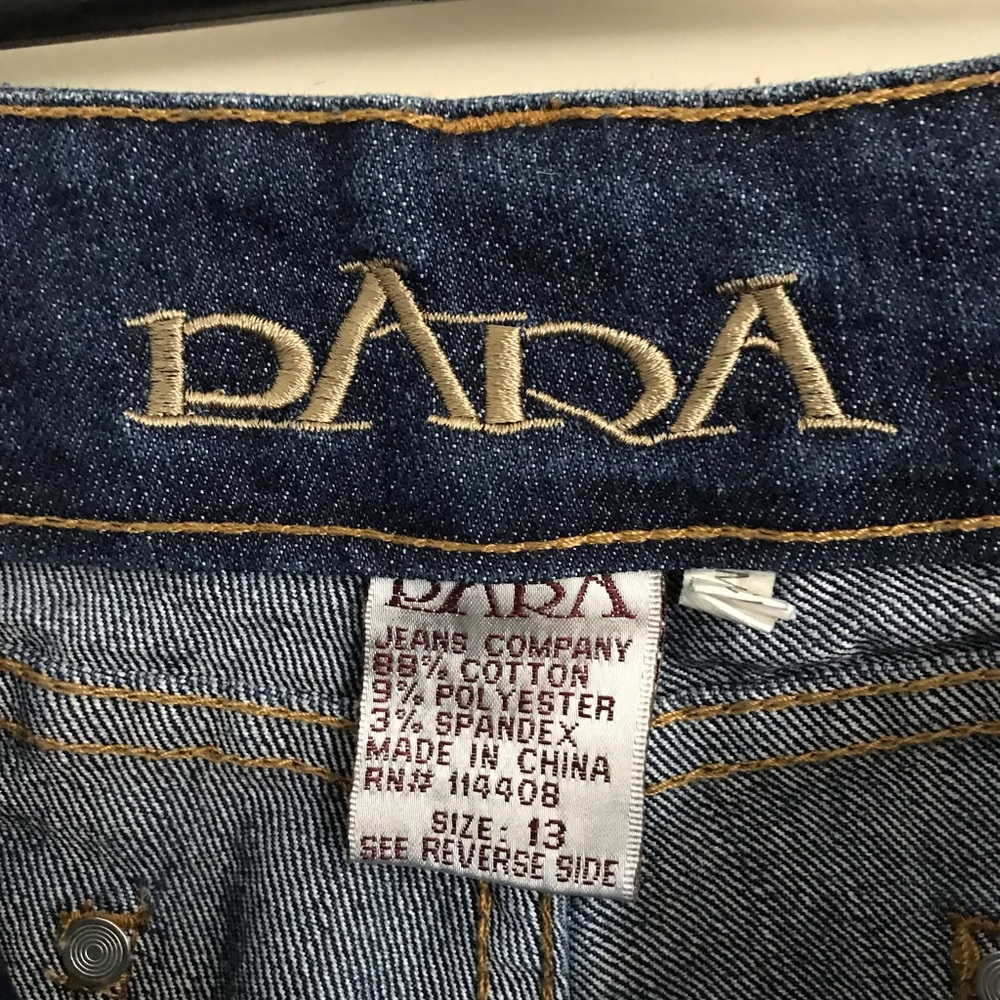 DADA
DADA
JEANS COMPANY
88% COTTON
9% POLYESTER
3% SPANDEX
MADE IN CHINA
RN# 114408
SIZE: 13
SEE REVERSE SIDE